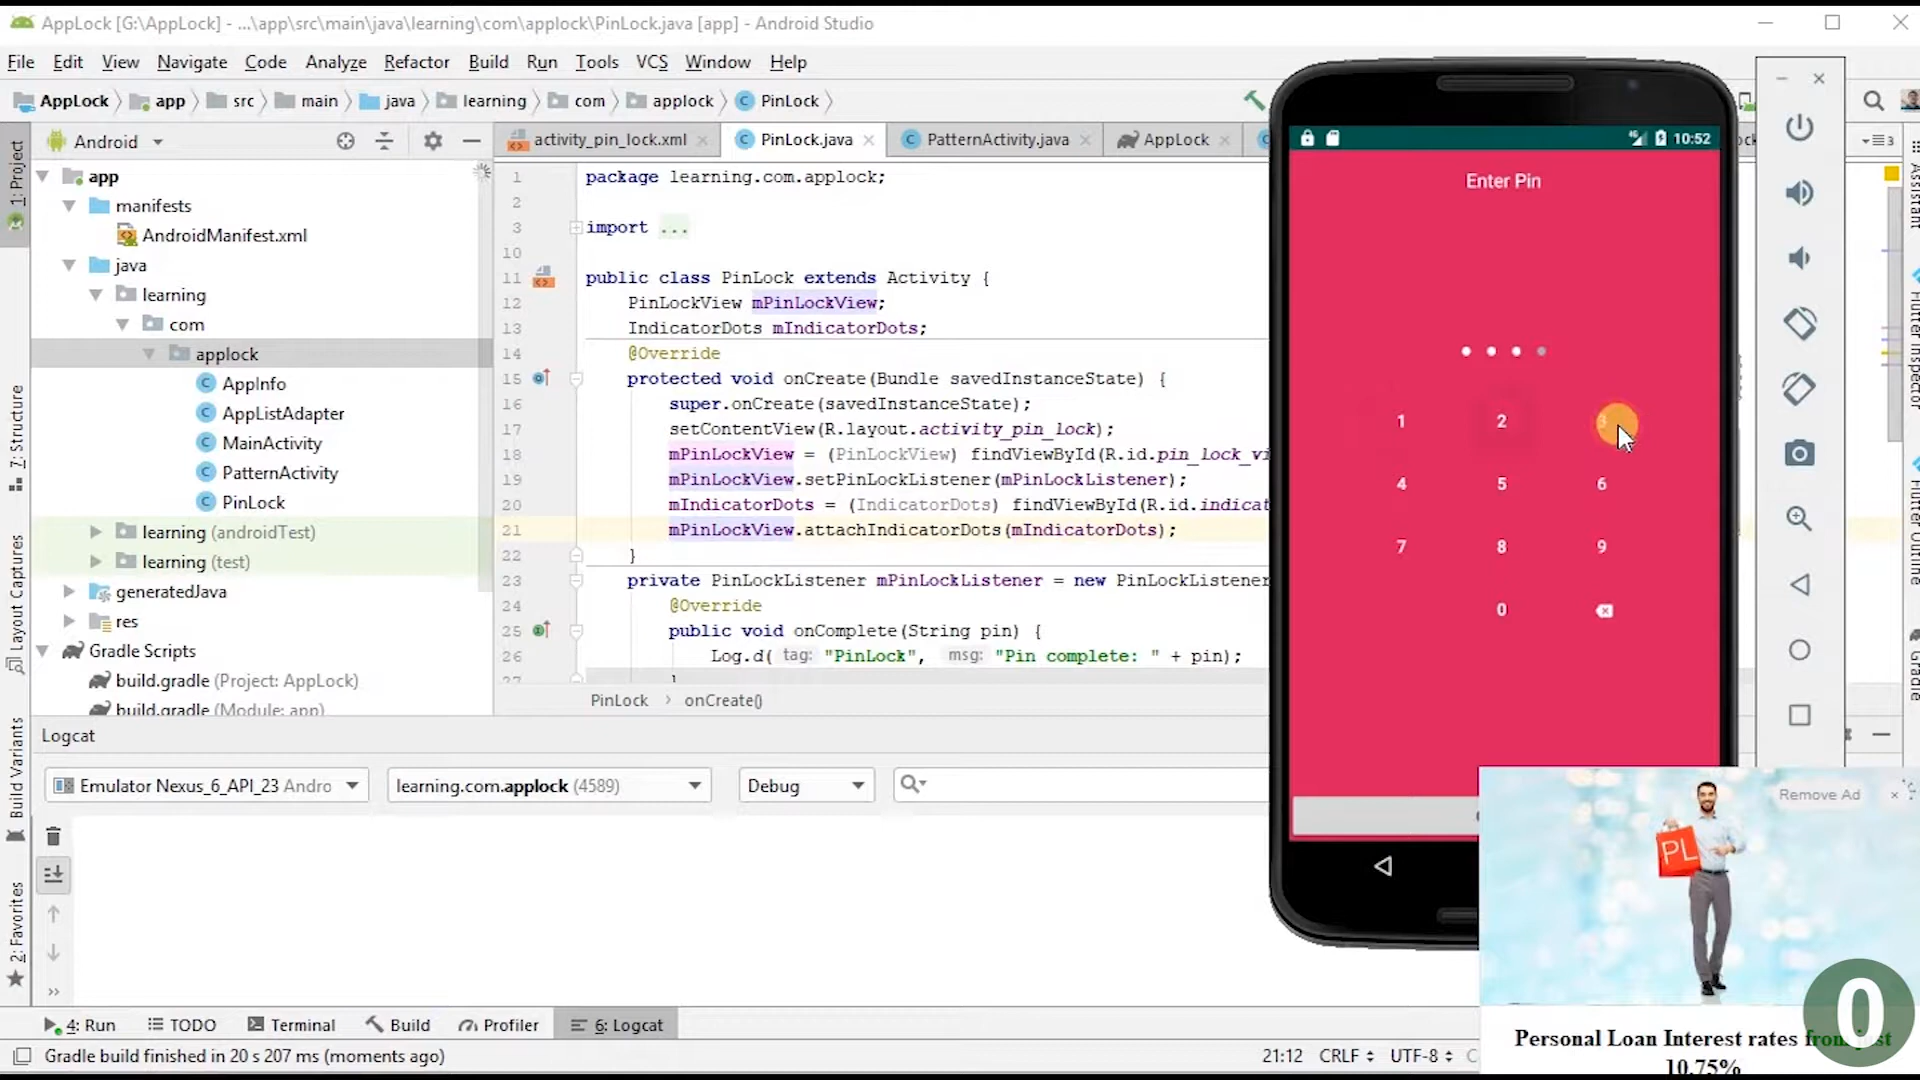 AppLock [G:\AppLock] - ...\app\src\main\java\learning\com\applock\PinLock.java [app] - Android Studio
File Edit View Navigate Code Analyze Refactor Build Run Tools VCS Window Help
AppLock app src main java learning com applock PinLock
Android
activity_pin_lock.xml PinLock.java PatternActivity.java AppLock
1: Project
7: Structure
Layout Captures
Build Variants
2: Favorites
app
manifests
AndroidManifest.xml
java
learning
com
applock
AppInfo
AppListAdapter
MainActivity
PatternActivity
PinLock
learning (androidTest)
learning (test)
generatedJava
res
Gradle Scripts
build.gradle (Project: AppLock)
build.gradle (Module: app)
1 package learning.com.applock;
2
3 import ...
10
11 public class PinLock extends Activity {
12 PinLockView mPinLockView;
13 IndicatorDots mIndicatorDots;
14 @Override
15 protected void onCreate(Bundle savedInstanceState) {
16 super.onCreate(savedInstanceState);
17 setContentView(R.layout.activity_pin_lock);
18 mPinLockView = (PinLockView) findViewById(R.id.pin_lock_vi
19 mPinLockView.setPinLockListener(mPinLockListener);
20 mIndicatorDots = (IndicatorDots) findViewById(R.id.indicat
21 mPinLockView.attachIndicatorDots(mIndicatorDots);
22 }
23 private PinLockListener mPinLockListener = new PinLockListener
24 @Override
25 public void onComplete(String pin) {
26 Log.d( tag: "PinLock", msg: "Pin complete: " + pin);
27 }
PinLock > onCreate()
10:52
Enter Pin
1 2 3
4 5 6
7 8 9
0
Assistant
Flutter Inspector
Flutter Outline
Gradle
Logcat
Emulator Nexus_6_API_23 Andro learning.com.applock (4589) Debug
Remove Ad ×
PL
Personal Loan Interest rates from just
10.75%
0
4: Run TODO Terminal Build Profiler 6: Logcat
Gradle build finished in 20 s 207 ms (moments ago) 21:12 CRLF UTF-8